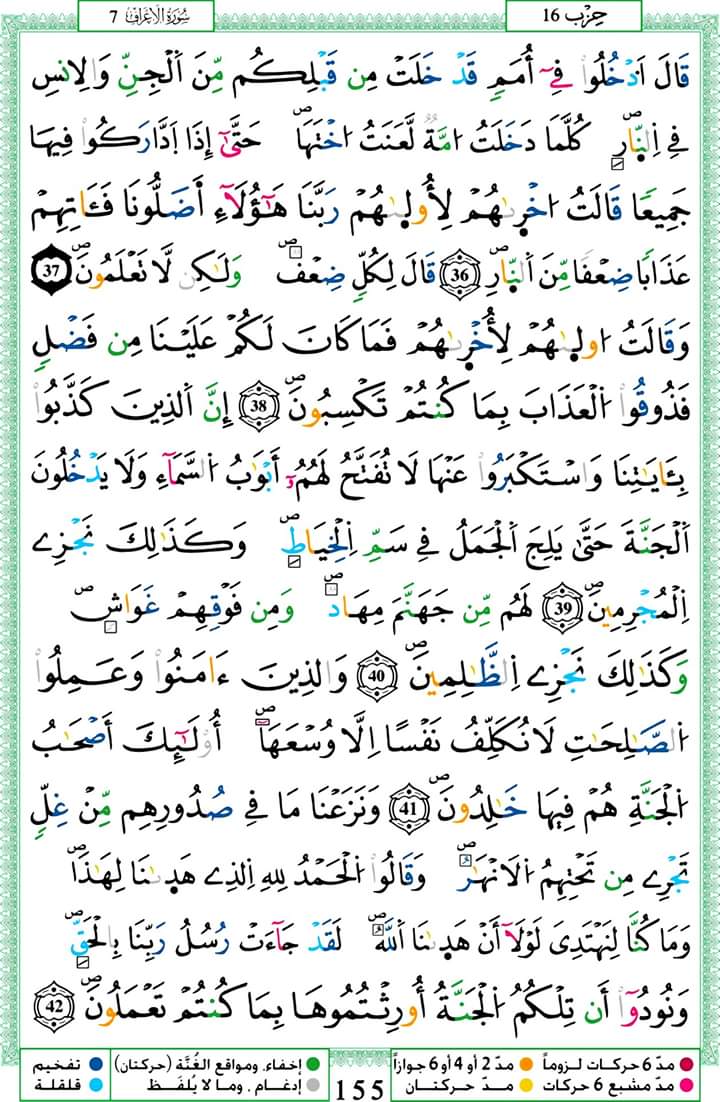 7 سُورَةُ الْأَعْرَافِ
حِزْب 16
قَالَ اَ۟دْخُلُوا۟ فِےٓ أُمَمٖ قَدْ خَلَتْ مِن قَبْلِكُم مِّنَ اَ۬لْجِنِّ وَالِانسِ
فِے اِ۬لنّ۪ارِۖ كُلَّمَا دَخَلَتُ ا۟مَّةٞ لَّعَنَتُ ا۟خْتَهَاۖ حَتَّىٰٓ إِذَا اَ۪دَّارَكُوا۟ فِيهَا
جَمِيعاٗ قَالَتُ ا۟خْر۪ىٰهُمْ لِأُول۪ىٰهُمْ رَبَّنَا هَٰٓؤُلَآءِ اَ۬ضَلُّونَا فَـَٔاتِهِمْ
عَذَاباٗ ضِعْفاٗ مِّنَ اَ۬لنّ۪ارِۖ 36 قَالَ لِكُلّٖ ضِعْفٞۖ وَلَٰكِن لَّا تَعْلَمُونَۖ 37
وَقَالَتُ ا۟ول۪ىٰهُمْ لِأُخْر۪ىٰهُمْ فَمَا كَانَ لَكُمْ عَلَيْنَا مِن فَضْلٖ
فَذُوقُوا۟ اُ۬لْعَذَابَ بِمَا كُنتُمْ تَكْسِبُونَۖ 38 إِنَّ اَ۬لذِينَ كَذَّبُوا۟
بِـَٔايَٰتِنَا وَاسْتَكْبَرُوا۟ عَنْهَا لَا تُفَتَّحُ لَهُمُۥٓ أَبْوَٰبُ اُ۬لسَّمَآءِ وَلَا يَدْخُلُونَ
اَ۬لْجَنَّةَ حَتَّىٰ يَلِجَ اَ۬لْجَمَلُ فِے سَمِّ اِ۬لْخِيَاطِۖ وَكَذَٰلِكَ نَجْزِے
اِ۬لْمُجْرِمِينَۖ 39 لَهُم مِّن جَهَنَّمَ مِهَادٞۖ وَمِن فَوْقِهِمْ غَوَاشٖۖ
وَكَذَٰلِكَ نَجْزِے اِ۬لظَّٰلِمِينَۖ 40 وَالذِينَ ءَامَنُوا۟ وَعَمِلُوا۟
اُ۬لصَّٰلِحَٰتِ لَا نُكَلِّفُ نَفْساً اِلَّا وُسْعَهَاۖ أُو۟لَٰٓئِكَ أَصْحَٰبُ
اُ۬لْجَنَّةِ هُمْ فِيهَا خَٰلِدُونَۖ 41 وَنَزَعْنَا مَا فِے صُدُورِهِم مِّنْ غِلّٖ
تَجْرِے مِن تَحْتِهِمُ اُ۬لَانْهَٰرُۖ وَقَالُوا۟ اُ۬لْحَمْدُ لِلهِ اِ۬لذِے هَد۪ىٰنَا لِهَٰذَاۖ
وَمَا كُنَّا لِنَهْتَدِيَ لَوْلَآ أَنْ هَد۪ىٰنَا اَ۬للَّهُۖ لَقَدْ جَآءَتْ رُسُلُ رَبِّنَا بِالْحَقِّۖ
وَنُودُوٓا۟ أَن تِلْكُمُ اُ۬لْجَنَّةُ أُورِثْتُمُوهَا بِمَا كُنتُمْ تَعْمَلُونَۖ 42
مدّ 6 حركات لزوماً مدّ 2 أو 4 أو 6 جوازاً إخفاء، ومواقع الغُنَّة (حركتان) تفخيم
مدّ مشبع 6 حركات مدّ حركتان إدغام، وما لا يُلفَظ قلقلة
155